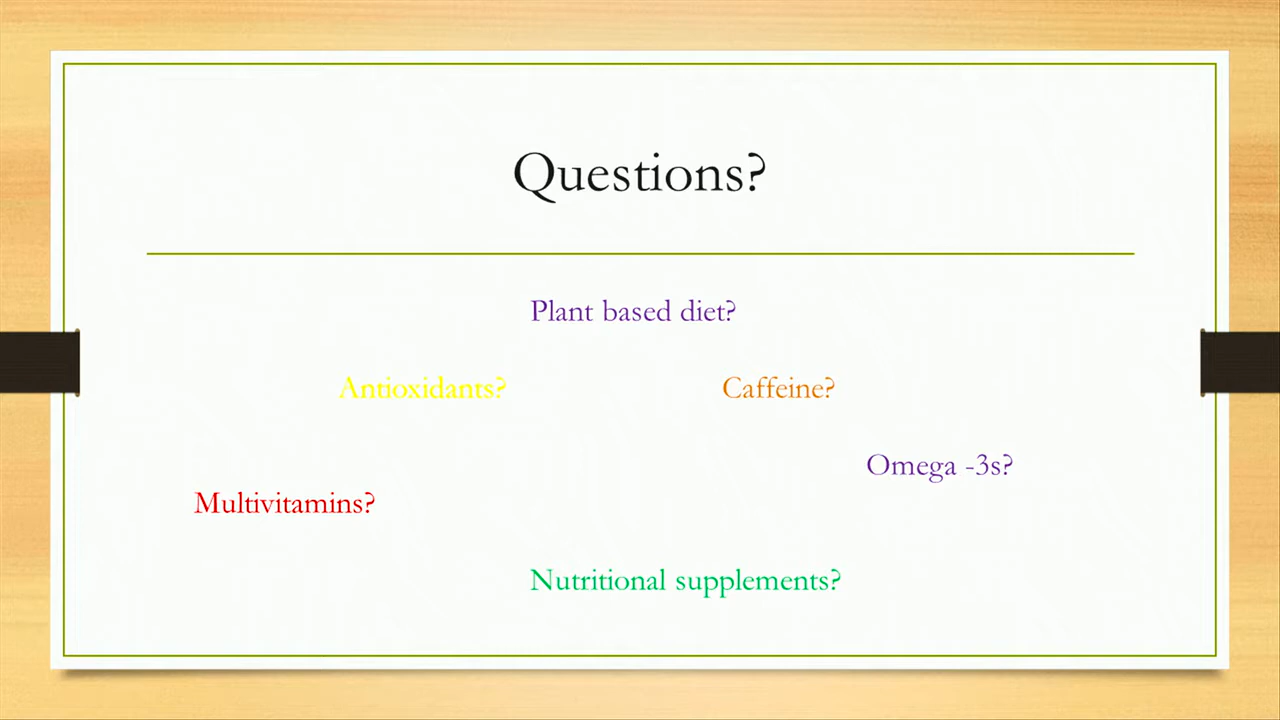 Questions?
Plant based diet?
Antioxidants? Caffeine?
Omega -3s?
Multivitamins?
Nutritional supplements?